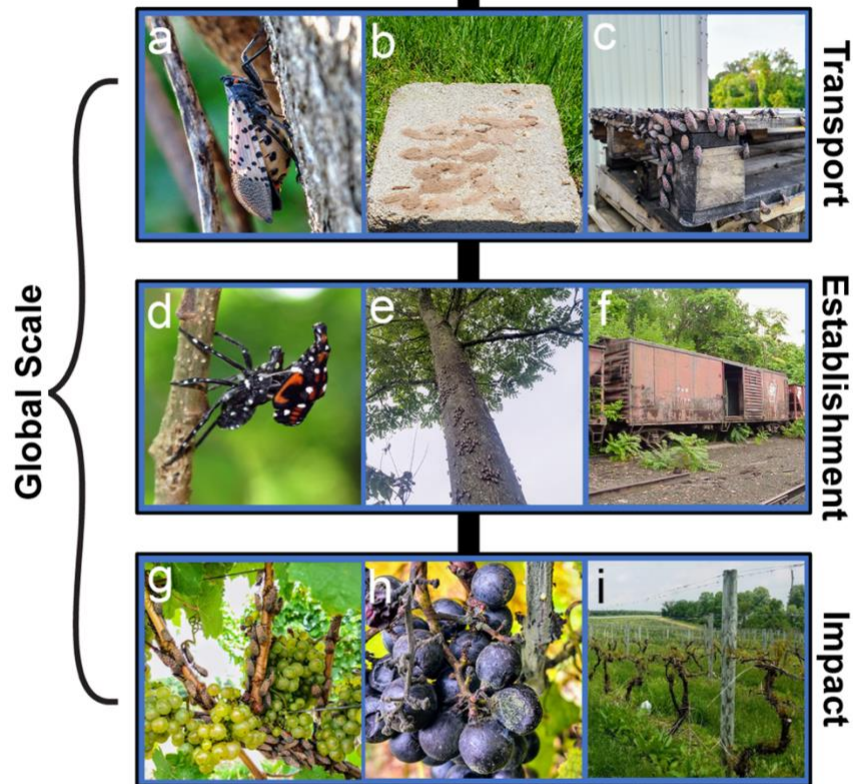 a b c
Transport
d e f
Establishment
Global Scale
g h i
Impact